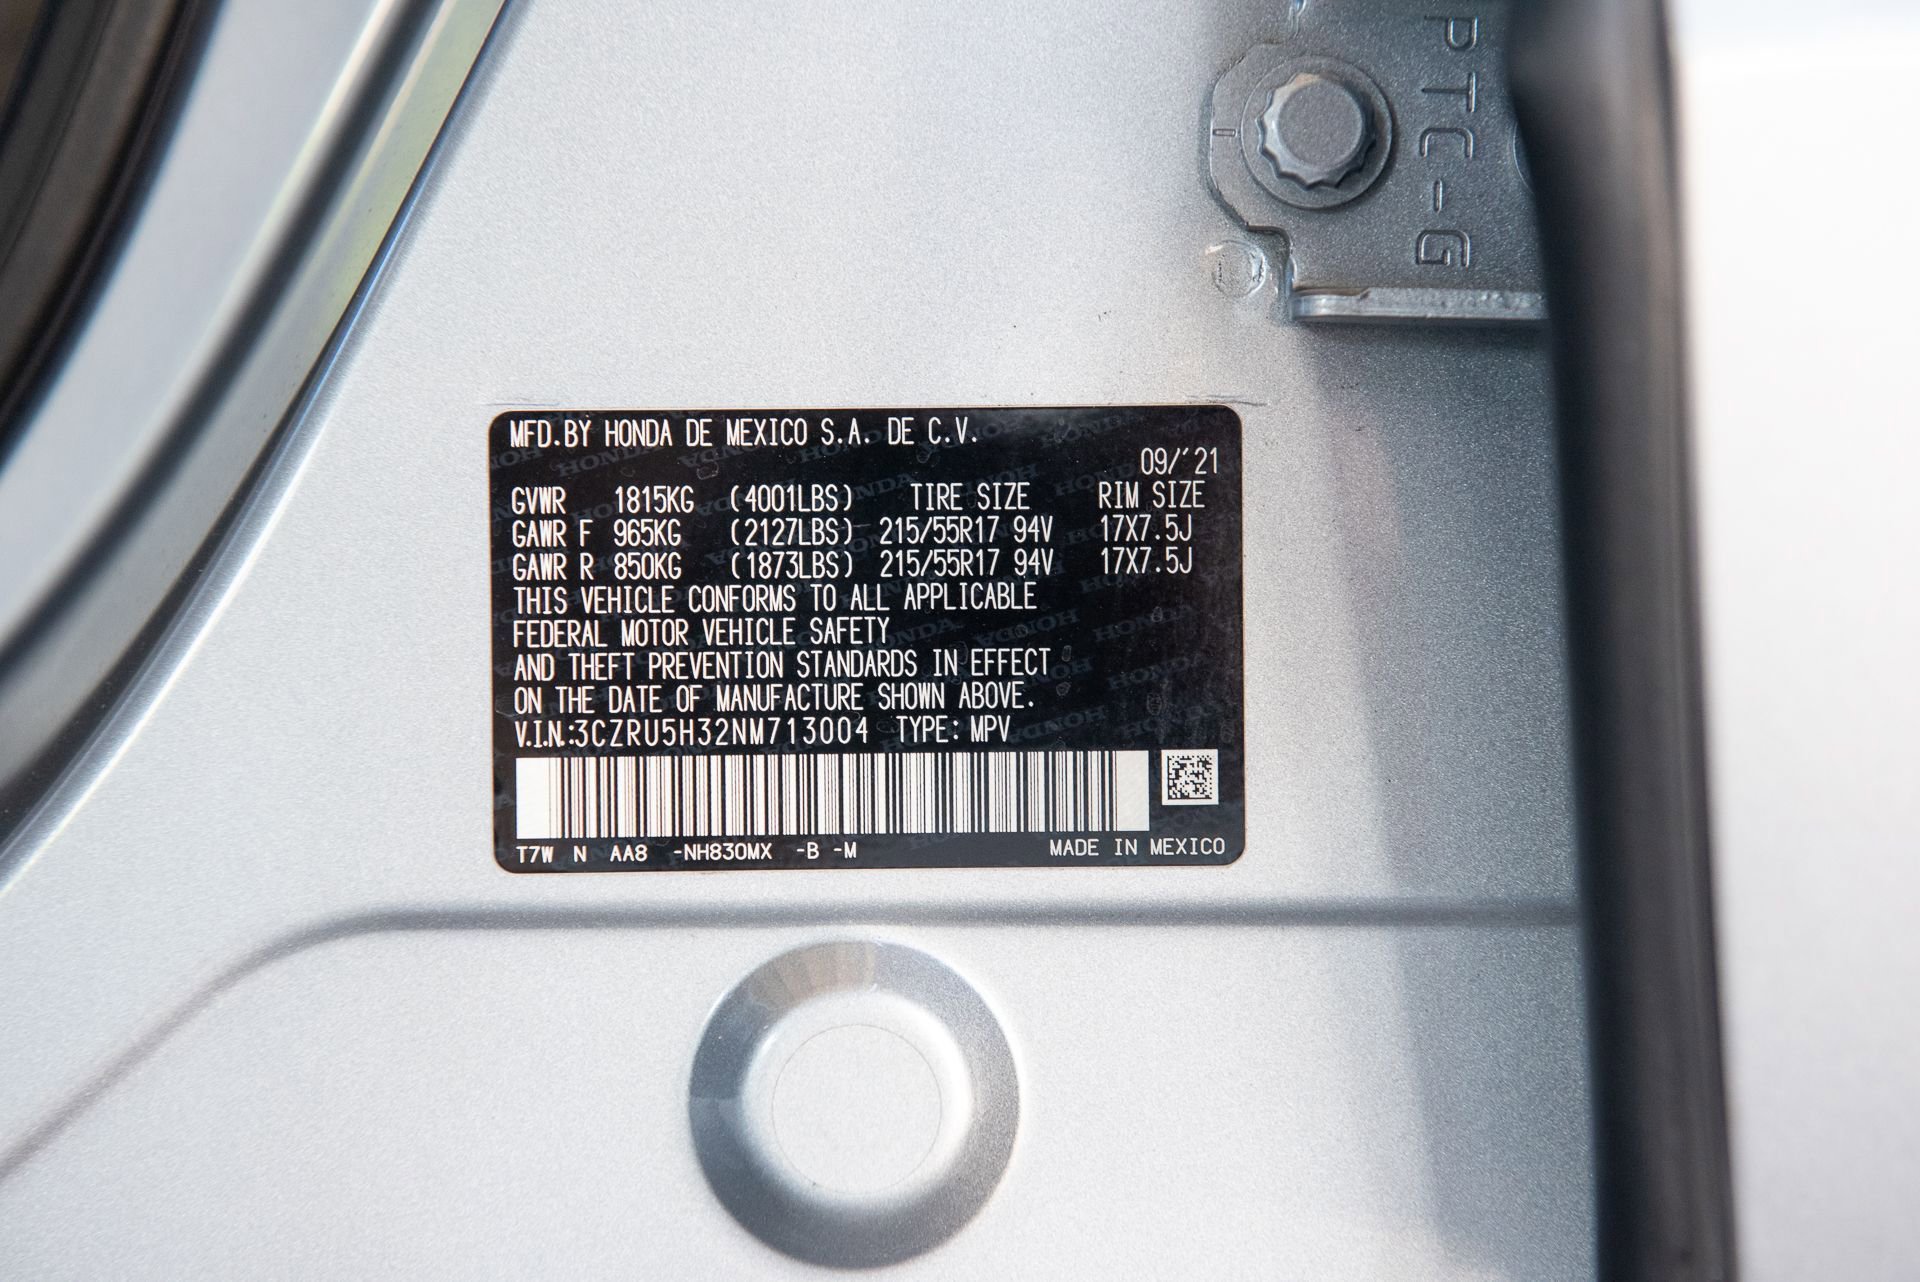 PTC-G
MFD.BY HONDA DE MEXICO S.A. DE C.V.
09/'21
GVWR 1815KG (4001LBS) TIRE SIZE RIM SIZE
GAWR F 965KG (2127LBS) 215/55R17 94V 17X7.5J
GAWR R 850KG (1873LBS) 215/55R17 94V 17X7.5J
THIS VEHICLE CONFORMS TO ALL APPLICABLE
FEDERAL MOTOR VEHICLE SAFETY
AND THEFT PREVENTION STANDARDS IN EFFECT
ON THE DATE OF MANUFACTURE SHOWN ABOVE.
V.I.N.:3CZRU5H32NM713004 TYPE: MPV
T7W N AA8 -NH830MX -B -M MADE IN MEXICO